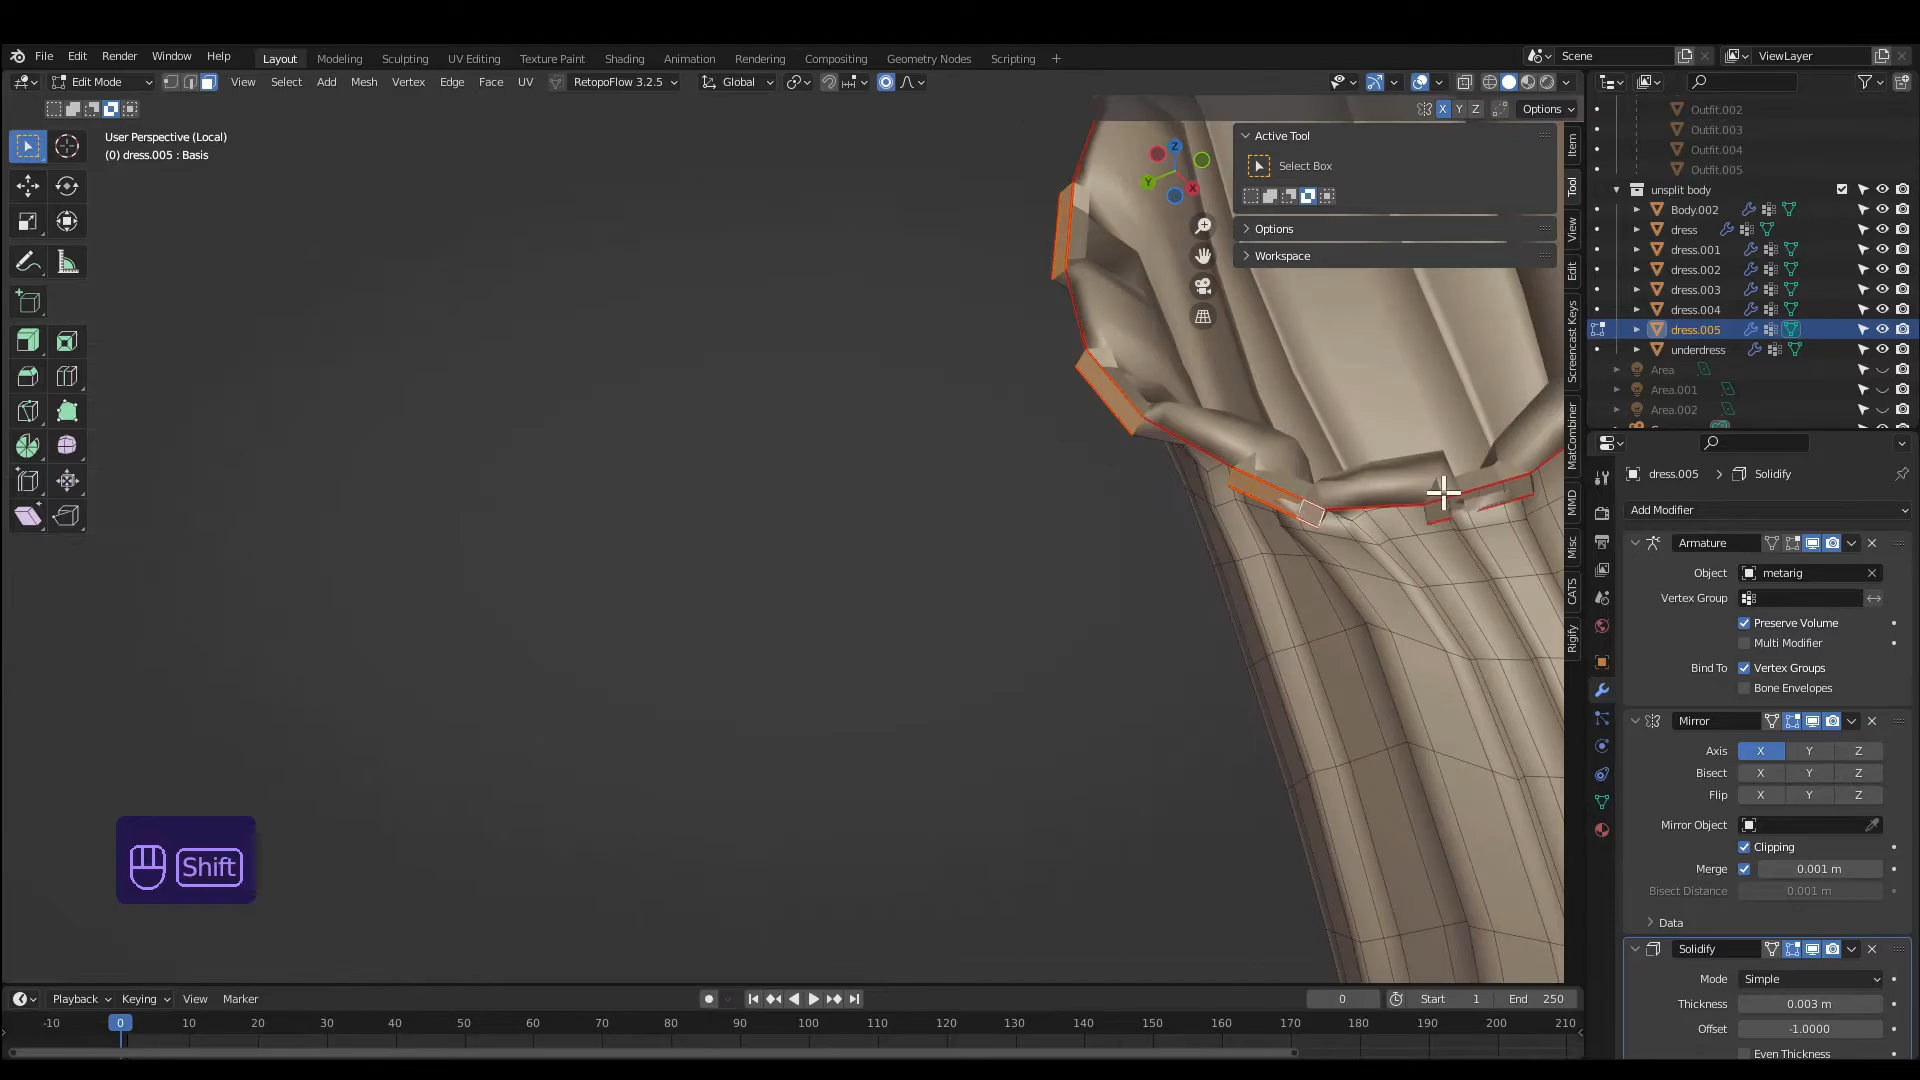 File Edit Render Window Help Layout Modeling Sculpting UV Editing Texture Paint Shading Animation Rendering Compositing Geometry Nodes Scripting Scene ViewLayer
Edit Mode View Select Add Mesh Vertex Edge Face UV RetopoFlow 3.2.5 Global
X Y Z Options
User Perspective (Local)
(0) dress.005 : Basis
Z
Y
X
Active Tool
Select Box
Options
Workspace
Item
Tool
View
Edit
Screencast Keys
MatCombiner
MMD
Misc
CATS
Rigify
Outfit.002
Outfit.003
Outfit.004
Outfit.005
unsplit body
Body.002
dress
dress.001
dress.002
dress.003
dress.004
dress.005
underdress
Area
Area.001
Area.002
dress.005 > Solidify
Add Modifier
Armature
Object metarig
Vertex Group
Preserve Volume
Multi Modifier
Bind To Vertex Groups
Bone Envelopes
Mirror
Axis X Y Z
Bisect X Y Z
Flip X Y Z
Mirror Object
Clipping
Merge 0.001 m
Bisect Distance 0.001 m
Data
Solidify
Mode Simple
Thickness 0.003 m
Offset -1.0000
Even Thickness
Shift
Playback Keying View Marker 0 Start 1 End 250
-10 0 10 20 30 40 50 60 70 80 90 100 110 120 130 140 150 160 170 180 190 200 210